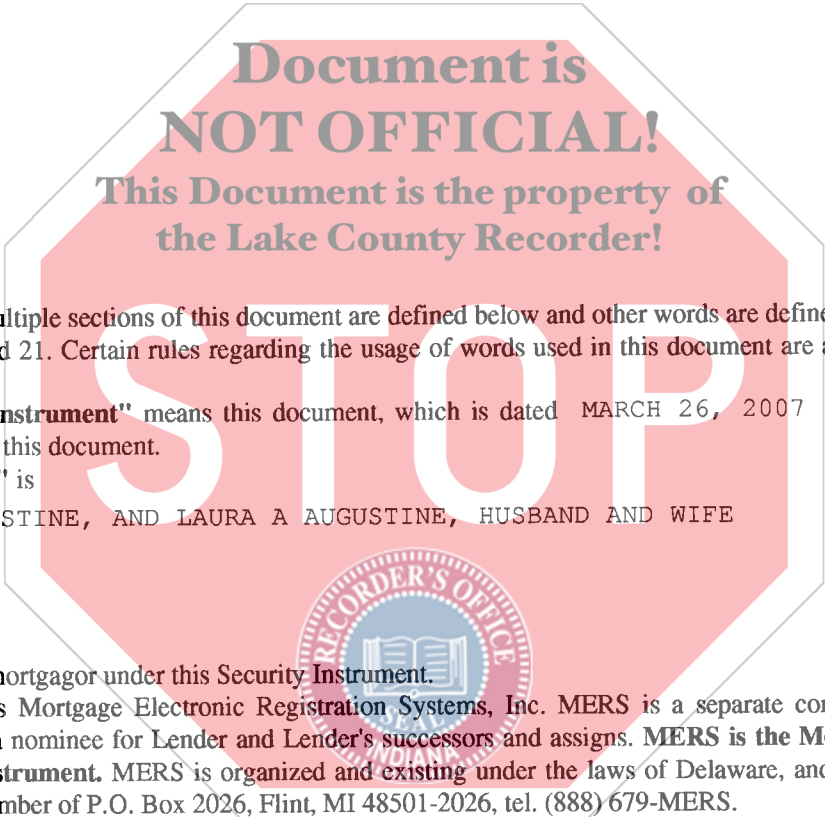 Document is
NOT OFFICIAL!
This Document is the property of
the Lake County Recorder!
STOP
ltiple sections of this document are defined below and other words are define
d 21. Certain rules regarding the usage of words used in this document are a
nstrument" means this document, which is dated MARCH 26, 2007
this document.
" is
STINE, AND LAURA A AUGUSTINE, HUSBAND AND WIFE
RECORDER'S OFFICE
SEAL
INDIANA
ortgagor under this Security Instrument.
s Mortgage Electronic Registration Systems, Inc. MERS is a separate cor
nominee for Lender and Lender's successors and assigns. MERS is the Mo
strument. MERS is organized and existing under the laws of Delaware, and
mber of P.O. Box 2026, Flint, MI 48501-2026, tel. (888) 679-MERS.